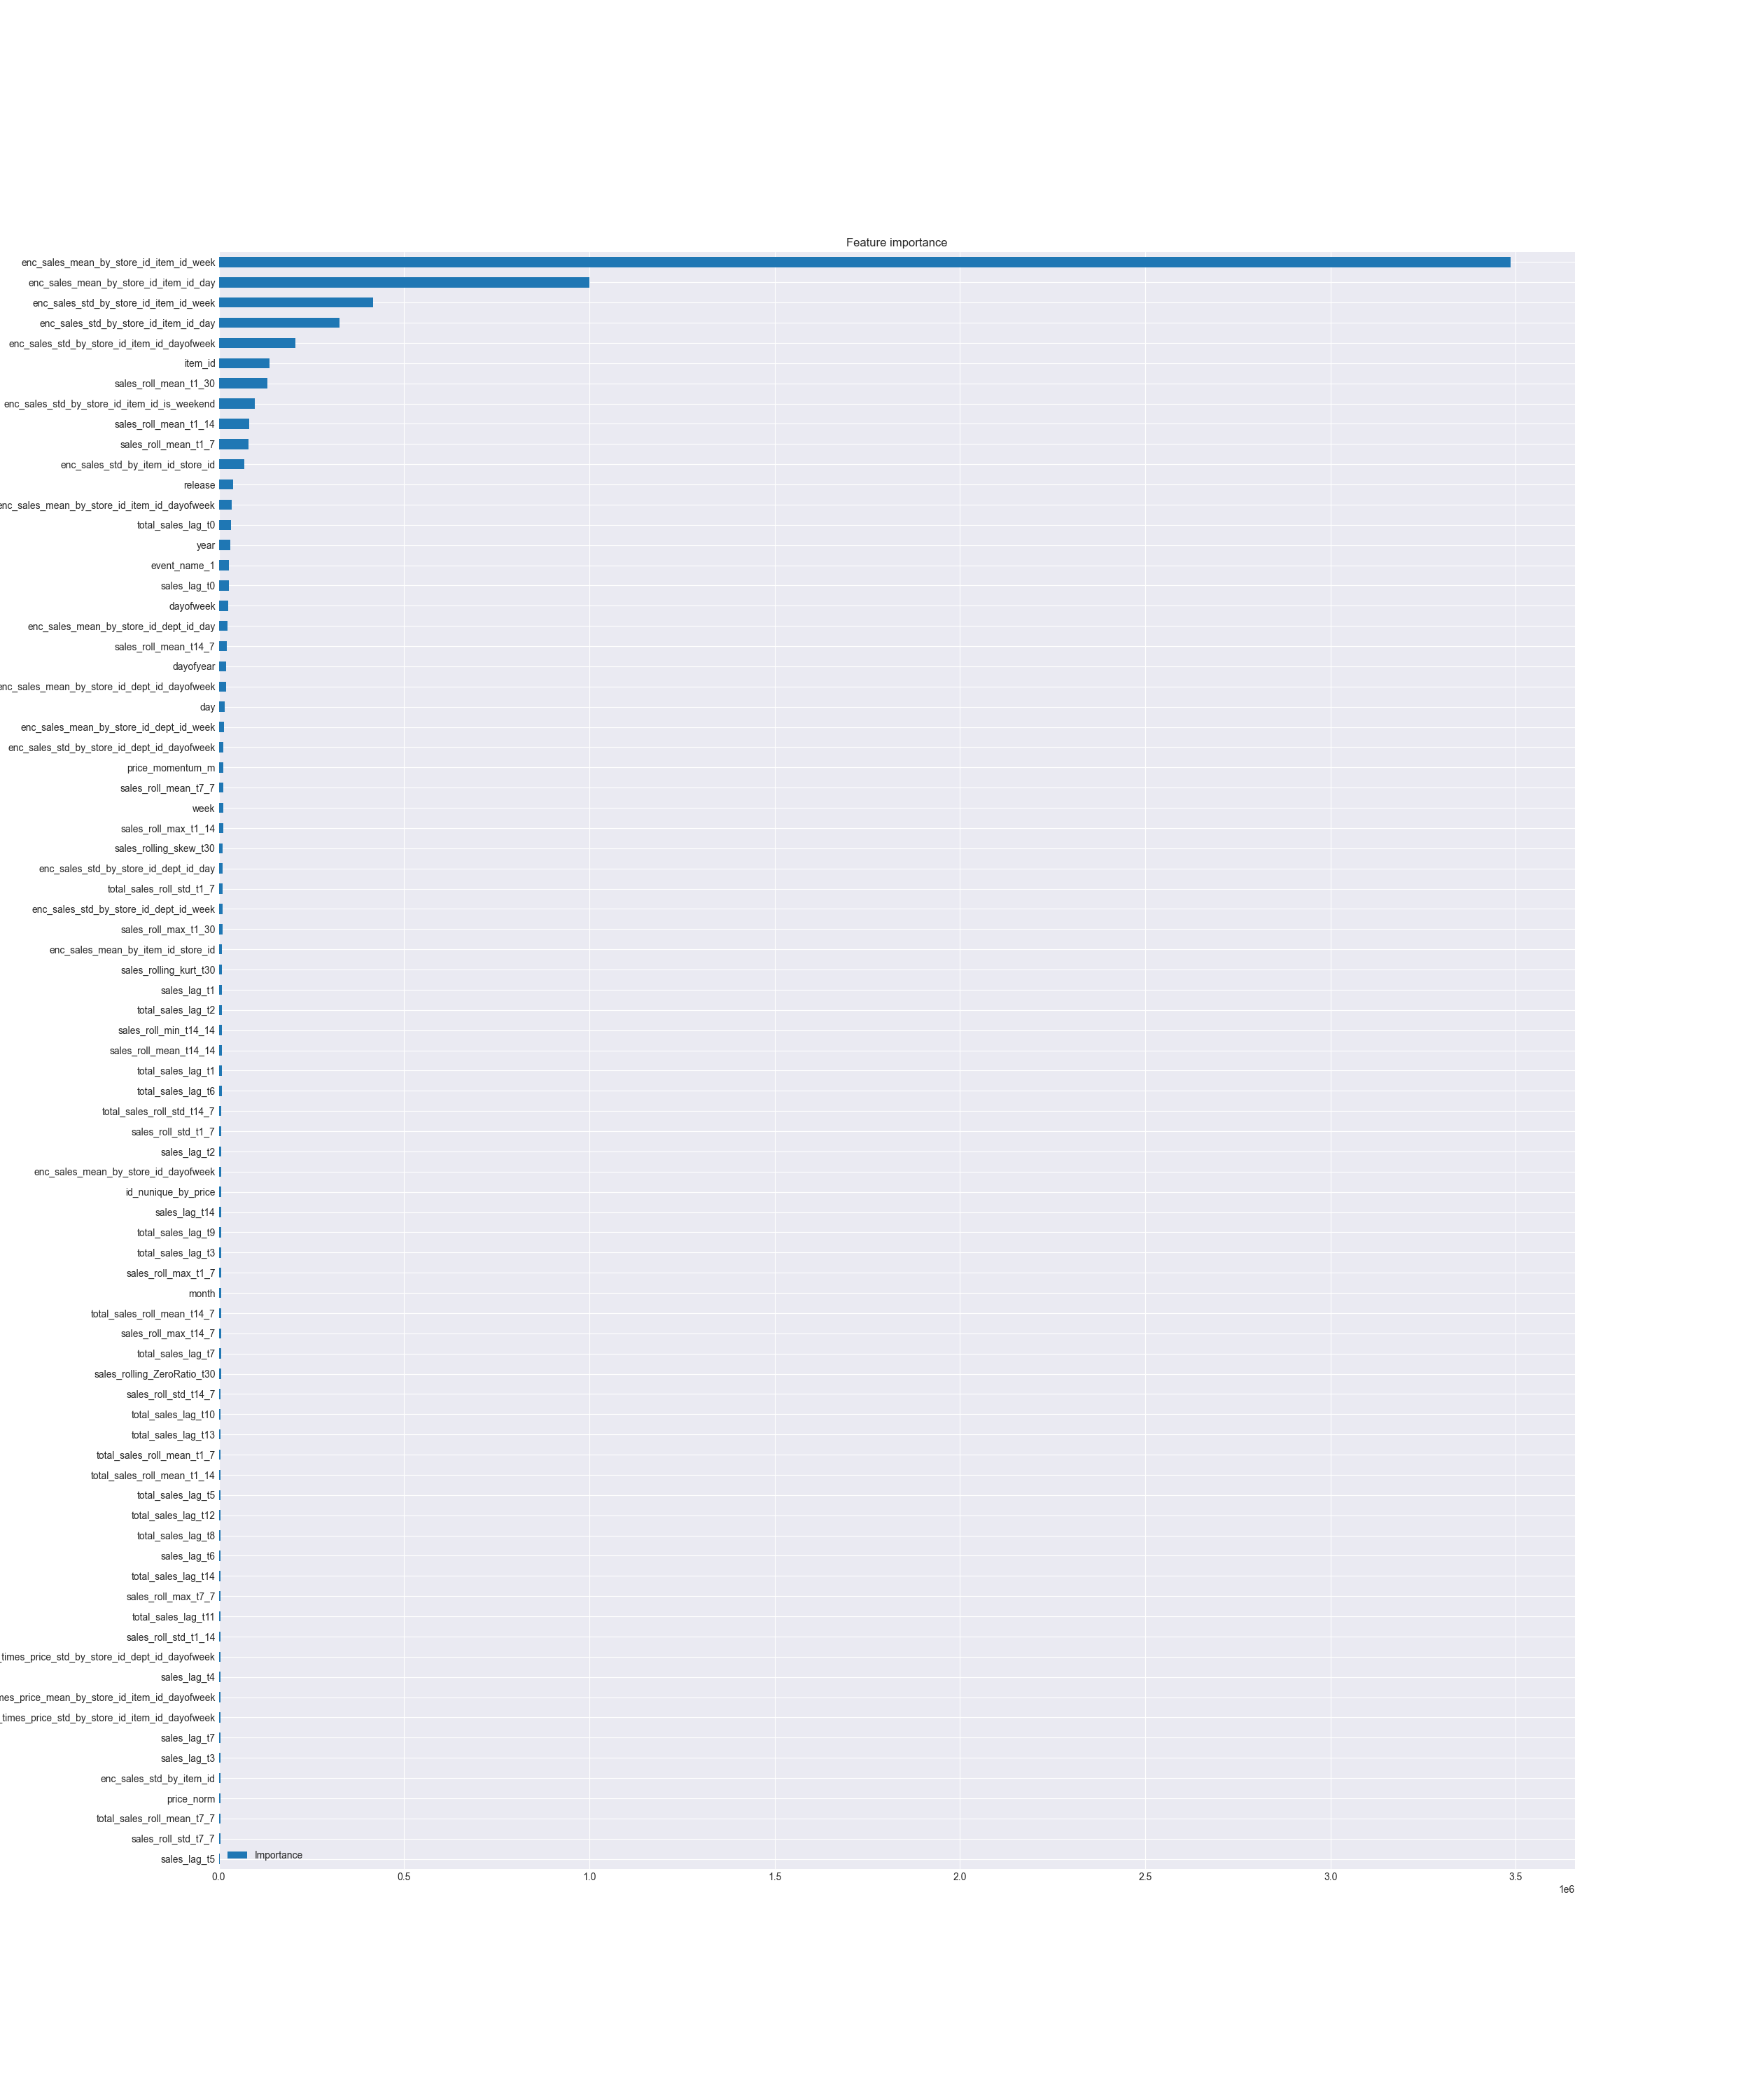 Feature importance
enc_sales_mean_by_store_id_item_id_week
enc_sales_mean_by_store_id_item_id_day
enc_sales_std_by_store_id_item_id_week
enc_sales_std_by_store_id_item_id_day
enc_sales_std_by_store_id_item_id_dayofweek
item_id
sales_roll_mean_t1_30
enc_sales_std_by_store_id_item_id_is_weekend
sales_roll_mean_t1_14
sales_roll_mean_t1_7
enc_sales_std_by_item_id_store_id
release
enc_sales_mean_by_store_id_item_id_dayofweek
total_sales_lag_t0
year
event_name_1
sales_lag_t0
dayofweek
enc_sales_mean_by_store_id_dept_id_day
sales_roll_mean_t14_7
dayofyear
enc_sales_mean_by_store_id_dept_id_dayofweek
day
enc_sales_mean_by_store_id_dept_id_week
enc_sales_std_by_store_id_dept_id_dayofweek
price_momentum_m
sales_roll_mean_t7_7
week
sales_roll_max_t1_14
sales_rolling_skew_t30
enc_sales_std_by_store_id_dept_id_day
total_sales_roll_std_t1_7
enc_sales_std_by_store_id_dept_id_week
sales_roll_max_t1_30
enc_sales_mean_by_item_id_store_id
sales_rolling_kurt_t30
sales_lag_t1
total_sales_lag_t2
sales_roll_min_t14_14
sales_roll_mean_t14_14
total_sales_lag_t1
total_sales_lag_t6
total_sales_roll_std_t14_7
sales_roll_std_t1_7
sales_lag_t2
enc_sales_mean_by_store_id_dayofweek
id_nunique_by_price
sales_lag_t14
total_sales_lag_t9
total_sales_lag_t3
sales_roll_max_t1_7
month
total_sales_roll_mean_t14_7
sales_roll_max_t14_7
total_sales_lag_t7
sales_rolling_ZeroRatio_t30
sales_roll_std_t14_7
total_sales_lag_t10
total_sales_lag_t13
total_sales_roll_mean_t1_7
total_sales_roll_mean_t1_14
total_sales_lag_t5
total_sales_lag_t12
total_sales_lag_t8
sales_lag_t6
total_sales_lag_t14
sales_roll_max_t7_7
total_sales_lag_t11
sales_roll_std_t1_14
_times_price_std_by_store_id_dept_id_dayofweek
sales_lag_t4
mes_price_mean_by_store_id_item_id_dayofweek
_times_price_std_by_store_id_item_id_dayofweek
sales_lag_t7
sales_lag_t3
enc_sales_std_by_item_id
price_norm
total_sales_roll_mean_t7_7
sales_roll_std_t7_7
sales_lag_t5
Importance
0.0 0.5 1.0 1.5 2.0 2.5 3.0 3.5
1e6